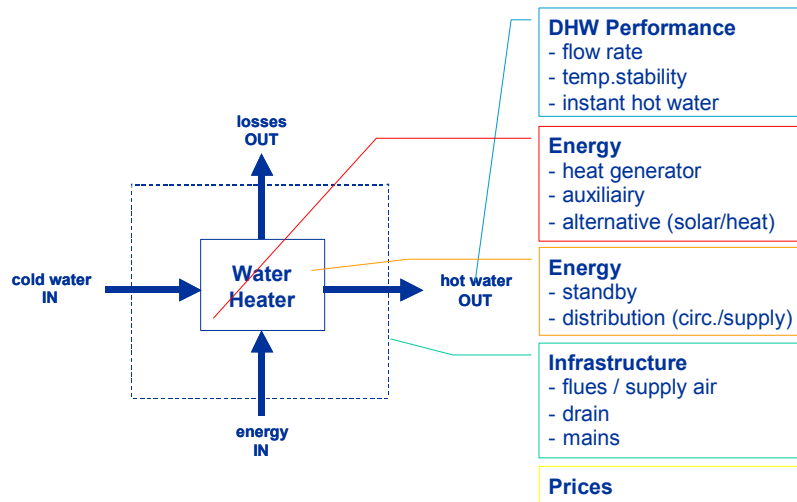 losses
OUT
cold water
IN
Water
Heater
hot water
OUT
energy
IN
DHW Performance
- flow rate
- temp.stability
- instant hot water
Energy
- heat generator
- auxiliairy
- alternative (solar/heat)
Energy
- standby
- distribution (circ./supply)
Infrastructure
- flues / supply air
- drain
- mains
Prices